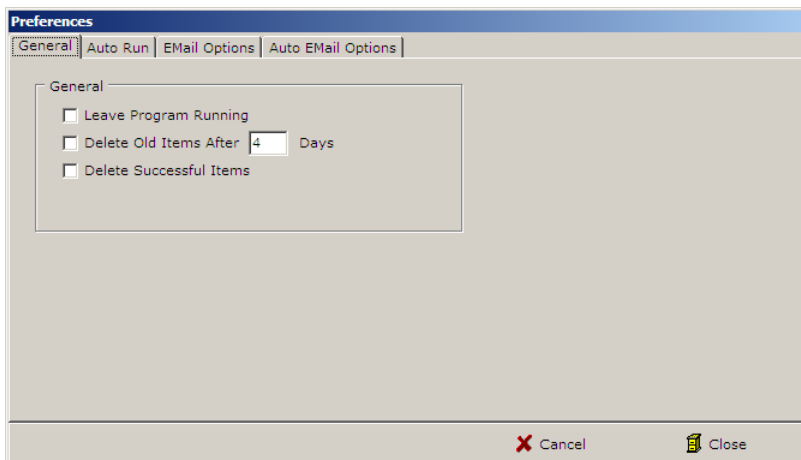 Preferences
General Auto Run EMail Options Auto EMail Options
General
Leave Program Running
Delete Old Items After 4 Days
Delete Successful Items
Cancel Close